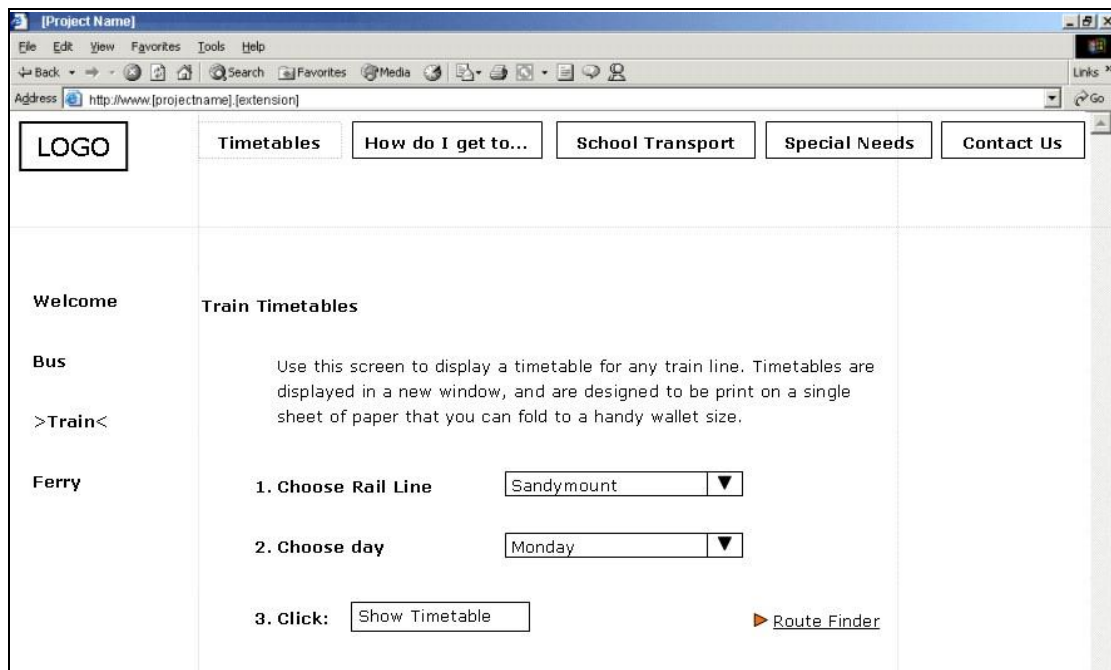 [Project Name]
File Edit View Favorites Tools Help
Back Search Favorites Media Links »
Address http://www.[projectname].[extension] Go
LOGO Timetables How do I get to... School Transport Special Needs Contact Us
Welcome
Bus
>Train<
Ferry
Train Timetables
Use this screen to display a timetable for any train line. Timetables are
displayed in a new window, and are designed to be print on a single
sheet of paper that you can fold to a handy wallet size.
1. Choose Rail Line Sandymount
2. Choose day Monday
3. Click: Show Timetable Route Finder